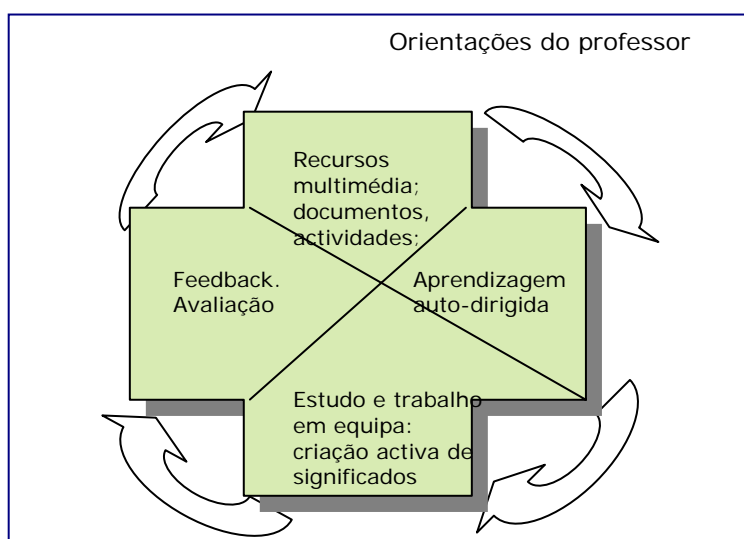 Orientações do professor
Recursos
multimédia;
documentos,
actividades;
Feedback.
Avaliação
Aprendizagem
auto-dirigida
Estudo e trabalho
em equipa:
criação activa de
significados